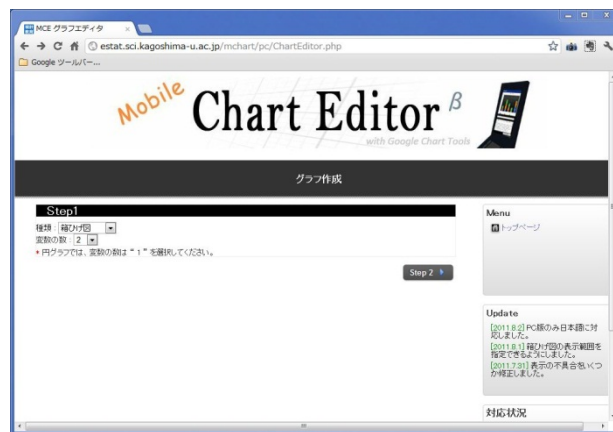 MCE グラフエディタ
estat.sci.kagoshima-u.ac.jp/mchart/pc/ChartEditor.php
Google ツールバー...
Mobile Chart Editor β
with Google Chart Tools
グラフ作成
Step1
種類 : 箱ひげ図
変数の数 : 2
* 円グラフでは、変数の数は "1" を選択してください。
Step 2
Menu
トップページ
Update
[2011.8.2] PC版のみ日本語に対
応しました。
[2011.8.1] 箱ひげ図の表示範囲を
指定できるようにしました。
[2011.7.31] 表示の不具合をいくつ
か修正しました。
対応状況